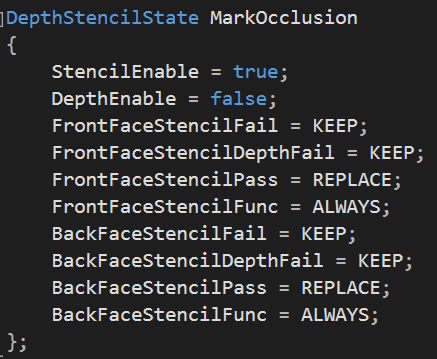 DepthStencilState MarkOcclusion
{
StencilEnable = true;
DepthEnable = false;
FrontFaceStencilFail = KEEP;
FrontFaceStencilDepthFail = KEEP;
FrontFaceStencilPass = REPLACE;
FrontFaceStencilFunc = ALWAYS;
BackFaceStencilFail = KEEP;
BackFaceStencilDepthFail = KEEP;
BackFaceStencilPass = REPLACE;
BackFaceStencilFunc = ALWAYS;
};